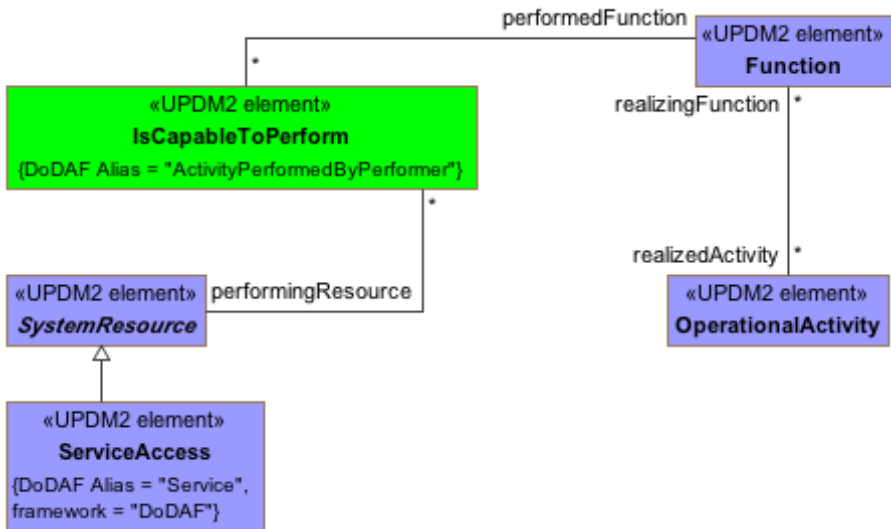 performedFunction
«UPDM2 element»
Function
*
«UPDM2 element»
IsCapableToPerform
{DoDAF Alias = "ActivityPerformedByPerformer"}
realizingFunction
*
*
realizedActivity
*
«UPDM2 element»
SystemResource
performingResource
«UPDM2 element»
OperationalActivity
«UPDM2 element»
ServiceAccess
{DoDAF Alias = "Service",
framework = "DoDAF"}